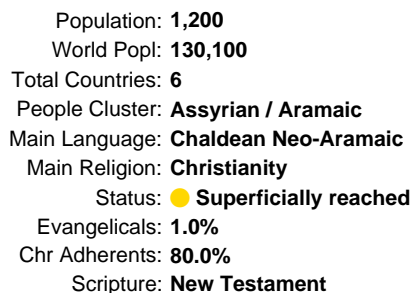 Population: 1,200
World Popl: 130,100
Total Countries: 6
People Cluster: Assyrian / Aramaic
Main Language: Chaldean Neo-Aramaic
Main Religion: Christianity
Status: Superficially reached
Evangelicals: 1.0%
Chr Adherents: 80.0%
Scripture: New Testament